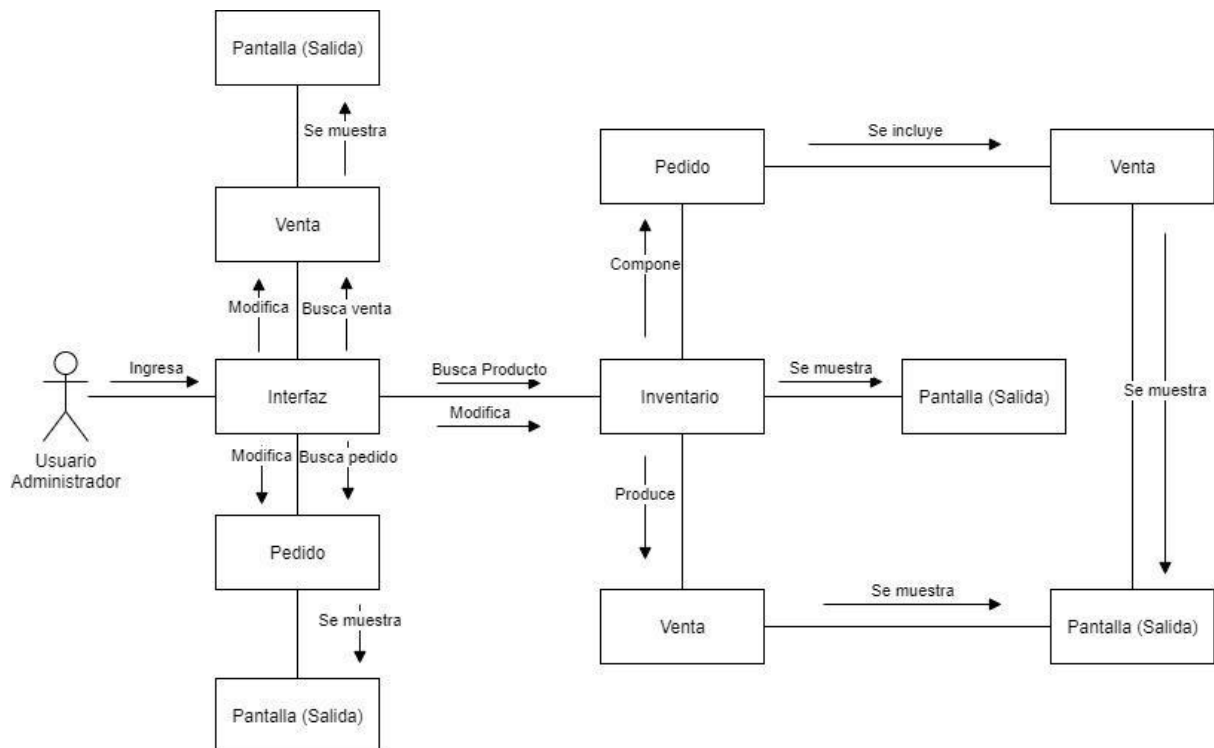 Pantalla (Salida)
Se muestra
Pedido
Se incluye
Venta
Venta
Compone
Modifica
Busca venta
Ingresa
Interfaz
Busca Producto
Modifica
Inventario
Se muestra
Pantalla (Salida)
Se muestra
Usuario
Administrador
Modifica
Busca pedido
Produce
Pedido
Se muestra
Venta
Se muestra
Pantalla (Salida)
Pantalla (Salida)